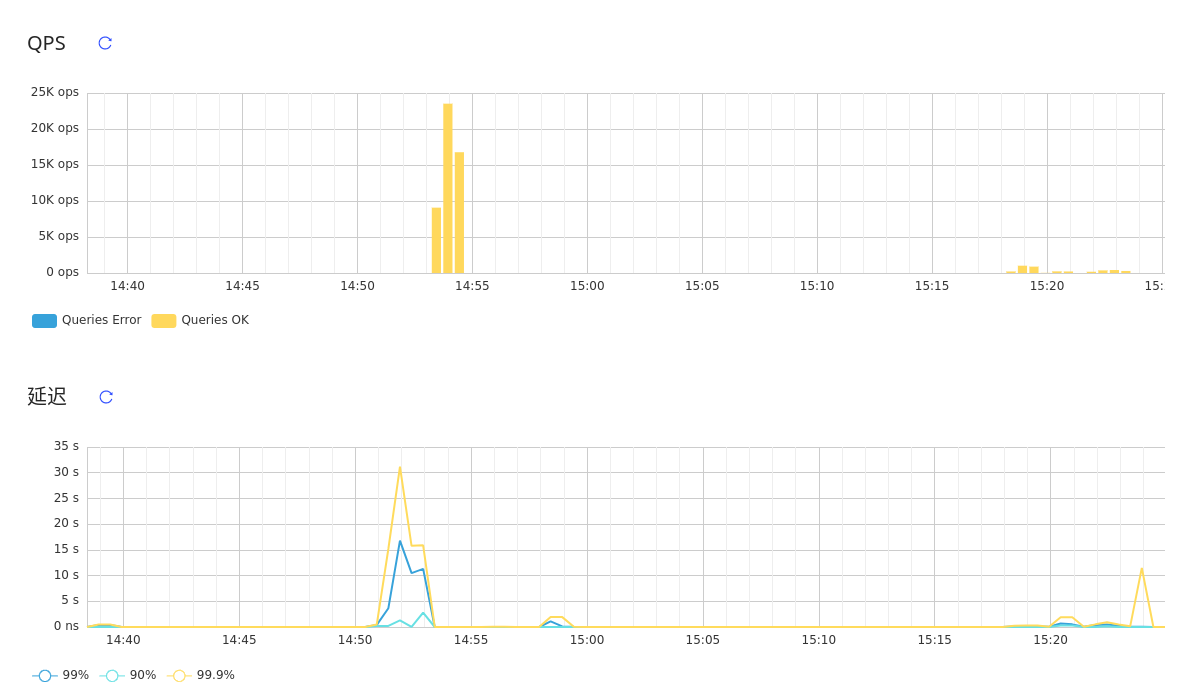 QPS
25K ops
20K ops
15K ops
10K ops
5K ops
0 ops
14:40 14:45 14:50 14:55 15:00 15:05 15:10 15:15 15:20 15:
Queries Error Queries OK
延迟
35 s
30 s
25 s
20 s
15 s
10 s
5 s
0 ns
14:40 14:45 14:50 14:55 15:00 15:05 15:10 15:15 15:20
99% 90% 99.9%